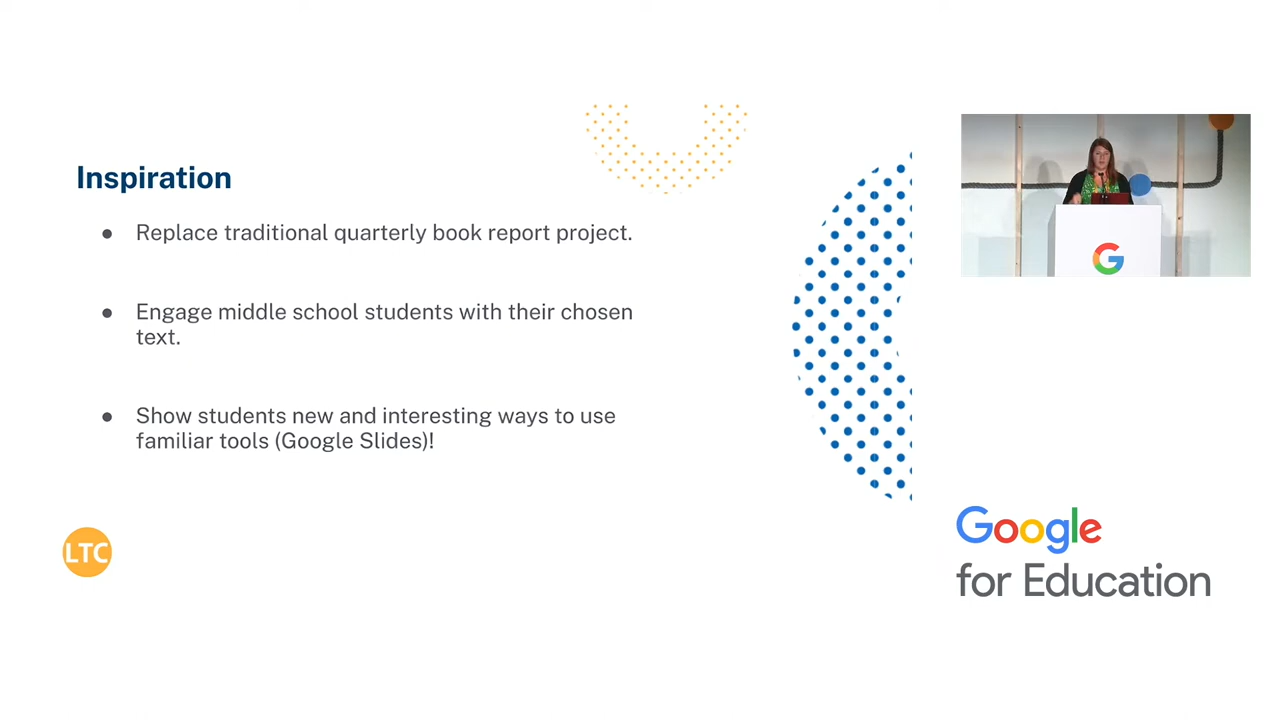 Inspiration
● Replace traditional quarterly book report project.
● Engage middle school students with their chosen
text.
● Show students new and interesting ways to use
familiar tools (Google Slides)!
LTC
G
Google
for Education